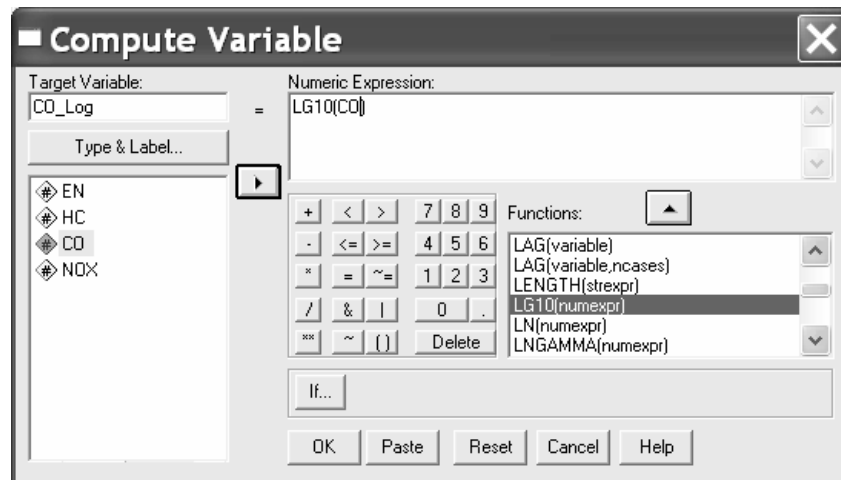 Compute Variable
Target Variable:
CO_Log
=
Numeric Expression:
LG10(CO)
Type & Label...
EN
HC
CO
NOX
+ < > 7 8 9
- <= >= 4 5 6
* = ~= 1 2 3
/ & | 0 .
** ~ () Delete
Functions:
LAG(variable)
LAG(variable,ncases)
LENGTH(strexpr)
LG10(numexpr)
LN(numexpr)
LNGAMMA(numexpr)
If...
OK Paste Reset Cancel Help